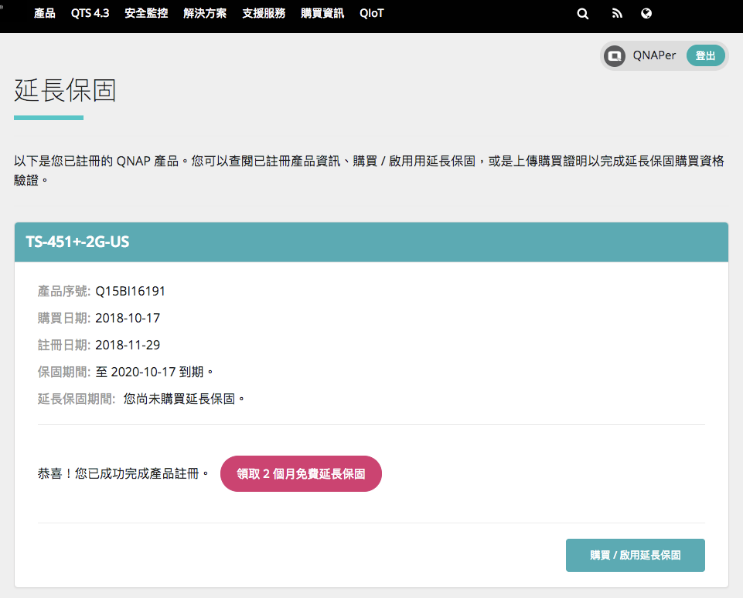 產品 QTS 4.3 安全監控 解決方案 支援服務 購買資訊 QIoT
QNAPer 登出
延長保固
以下是您已註冊的 QNAP 產品。您可以查閱已註冊產品資訊、購買 / 啟用用延長保固，或是上傳購買證明以完成延長保固購買資格
驗證。
TS-451+-2G-US
產品序號: Q15BI16191
購買日期: 2018-10-17
註冊日期: 2018-11-29
保固期間: 至 2020-10-17 到期。
延長保固期間: 您尚未購買延長保固。
恭喜！您已成功完成產品註冊。 領取 2 個月免費延長保固
購買 / 啟用延長保固